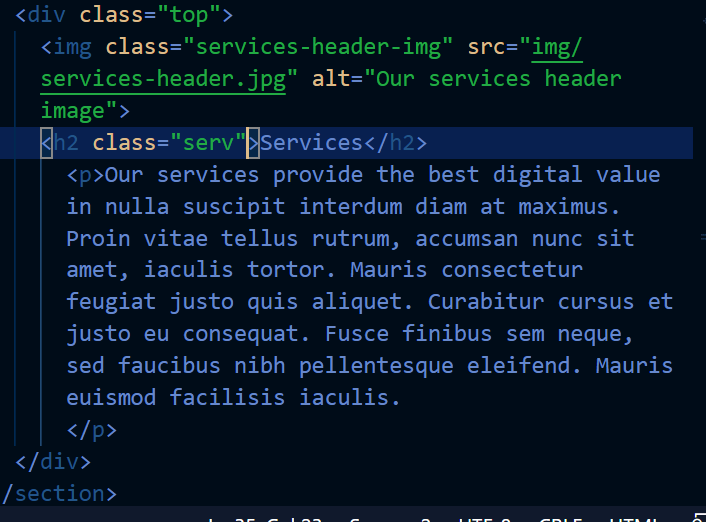 <div class="top">
<img class="services-header-img" src="img/
services-header.jpg" alt="Our services header
image">
<h2 class="serv">Services</h2>
<p>Our services provide the best digital value
in nulla suscipit interdum diam at maximus.
Proin vitae tellus rutrum, accumsan nunc sit
amet, iaculis tortor. Mauris consectetur
feugiat justo quis aliquet. Curabitur cursus et
justo eu consequat. Fusce finibus sem neque,
sed faucibus nibh pellentesque eleifend. Mauris
euismod facilisis iaculis.
</p>
</div>
/section>